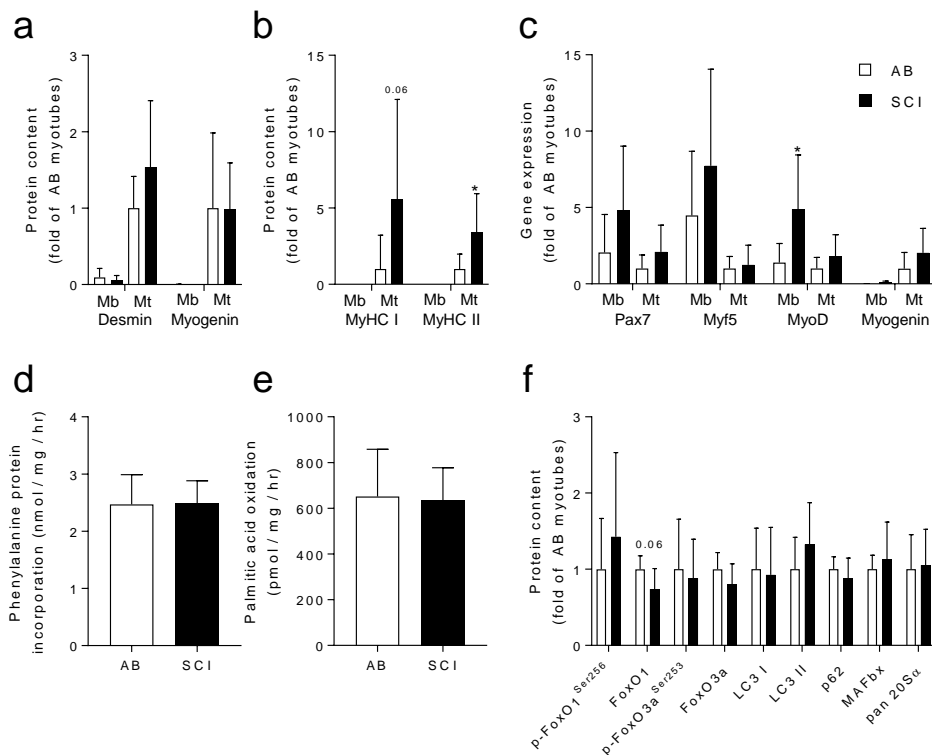 a
Protein content
(fold of AB myotubes)
3
2
1
0
Mb Mt Mb Mt
Desmin Myogenin
b
Protein content
(fold of AB myotubes)
15
10
5
0
0.06
*
Mb Mt Mb Mt
MyHC I MyHC II
c
Gene expression
(fold of AB myotubes)
15
10
5
0
*
AB
SCI
Mb Mt Mb Mt Mb Mt Mb Mt
Pax7 Myf5 MyoD Myogenin
d
Phenylalanine protein
incorporation (nmol / mg / hr)
4
3
2
1
0
AB SCI
e
Palmitic acid oxidation
(pmol / mg / hr)
1000
800
600
400
200
0
AB SCI
f
Protein content
(fold of AB myotubes)
3
2
1
0
0.06
p-FoxO1 Ser256
FoxO1
p-FoxO3a Ser253
FoxO3a
LC3 I
LC3 II
p62
MAFbx
pan 20Sα